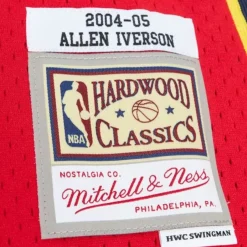 2004-05
ALLEN IVERSON
HARDWOOD
NBA
CLASSICS
NOSTALGIA CO.
Mitchell & Ness
PHILADELPHIA, PA.
HWC SWINGMAN